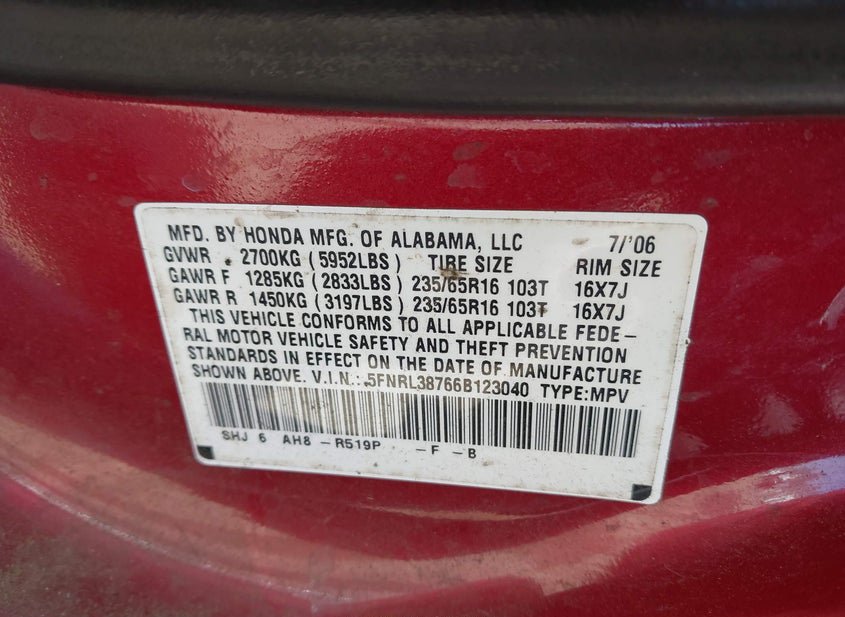 MFD. BY HONDA MFG. OF ALABAMA, LLC 7/'06
GVWR 2700KG (5952LBS) TIRE SIZE RIM SIZE
GAWR F 1285KG (2833LBS) 235/65R16 103T 16X7J
GAWR R 1450KG (3197LBS) 235/65R16 103T 16X7J
THIS VEHICLE CONFORMS TO ALL APPLICABLE FEDE-
RAL MOTOR VEHICLE SAFETY AND THEFT PREVENTION
STANDARDS IN EFFECT ON THE DATE OF MANUFACTURE
SHOWN ABOVE. V.I.N.: 5FNRL38766B123040 TYPE:MPV
SHJ 6 AH8 -R519P -F -B